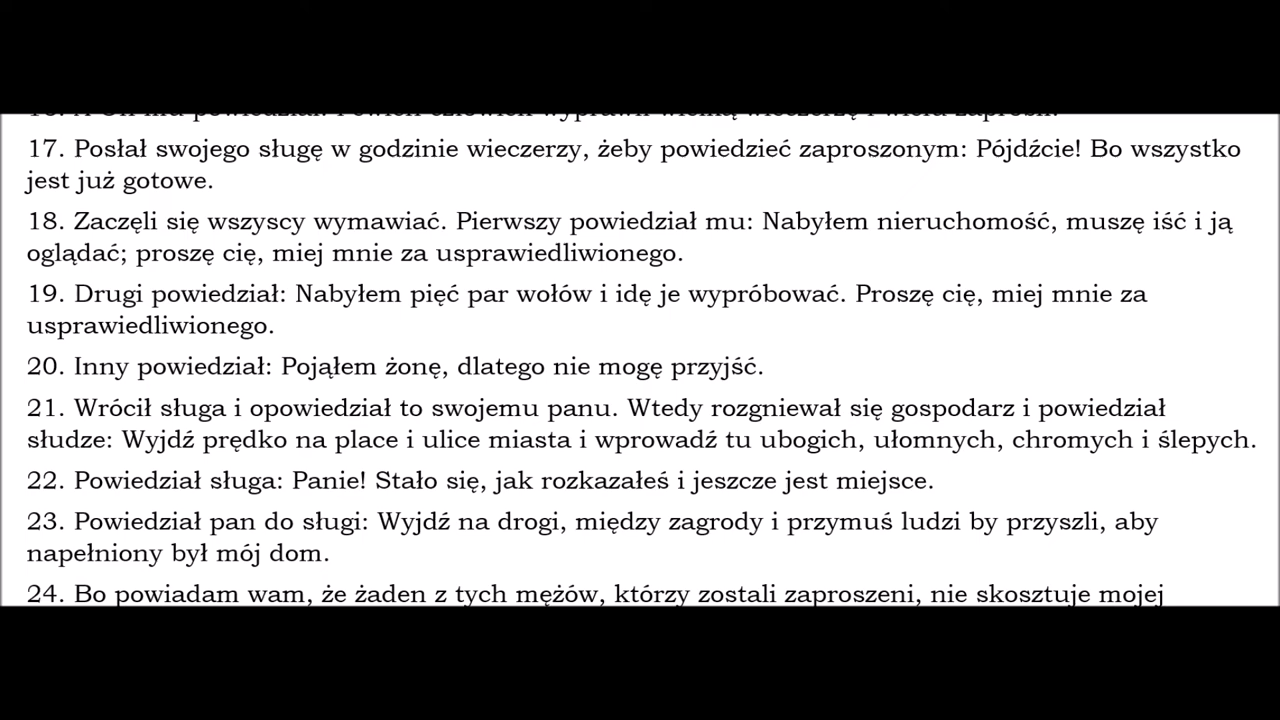 17. Posłał swojego sługę w godzinie wieczerzy, żeby powiedzieć zaproszonym: Pójdźcie! Bo wszystko
jest już gotowe.
18. Zaczęli się wszyscy wymawiać. Pierwszy powiedział mu: Nabyłem nieruchomość, muszę iść i ją
oglądać; proszę cię, miej mnie za usprawiedliwionego.
19. Drugi powiedział: Nabyłem pięć par wołów i idę je wypróbować. Proszę cię, miej mnie za
usprawiedliwionego.
20. Inny powiedział: Pojąłem żonę, dlatego nie mogę przyjść.
21. Wrócił sługa i opowiedział to swojemu panu. Wtedy rozgniewał się gospodarz i powiedział
słudze: Wyjdź prędko na place i ulice miasta i wprowadź tu ubogich, ułomnych, chromych i ślepych.
22. Powiedział sługa: Panie! Stało się, jak rozkazałeś i jeszcze jest miejsce.
23. Powiedział pan do sługi: Wyjdź na drogi, między zagrody i przymuś ludzi by przyszli, aby
napełniony był mój dom.
24. Bo powiadam wam, że żaden z tych mężów, którzy zostali zaproszeni, nie skosztuje mojej